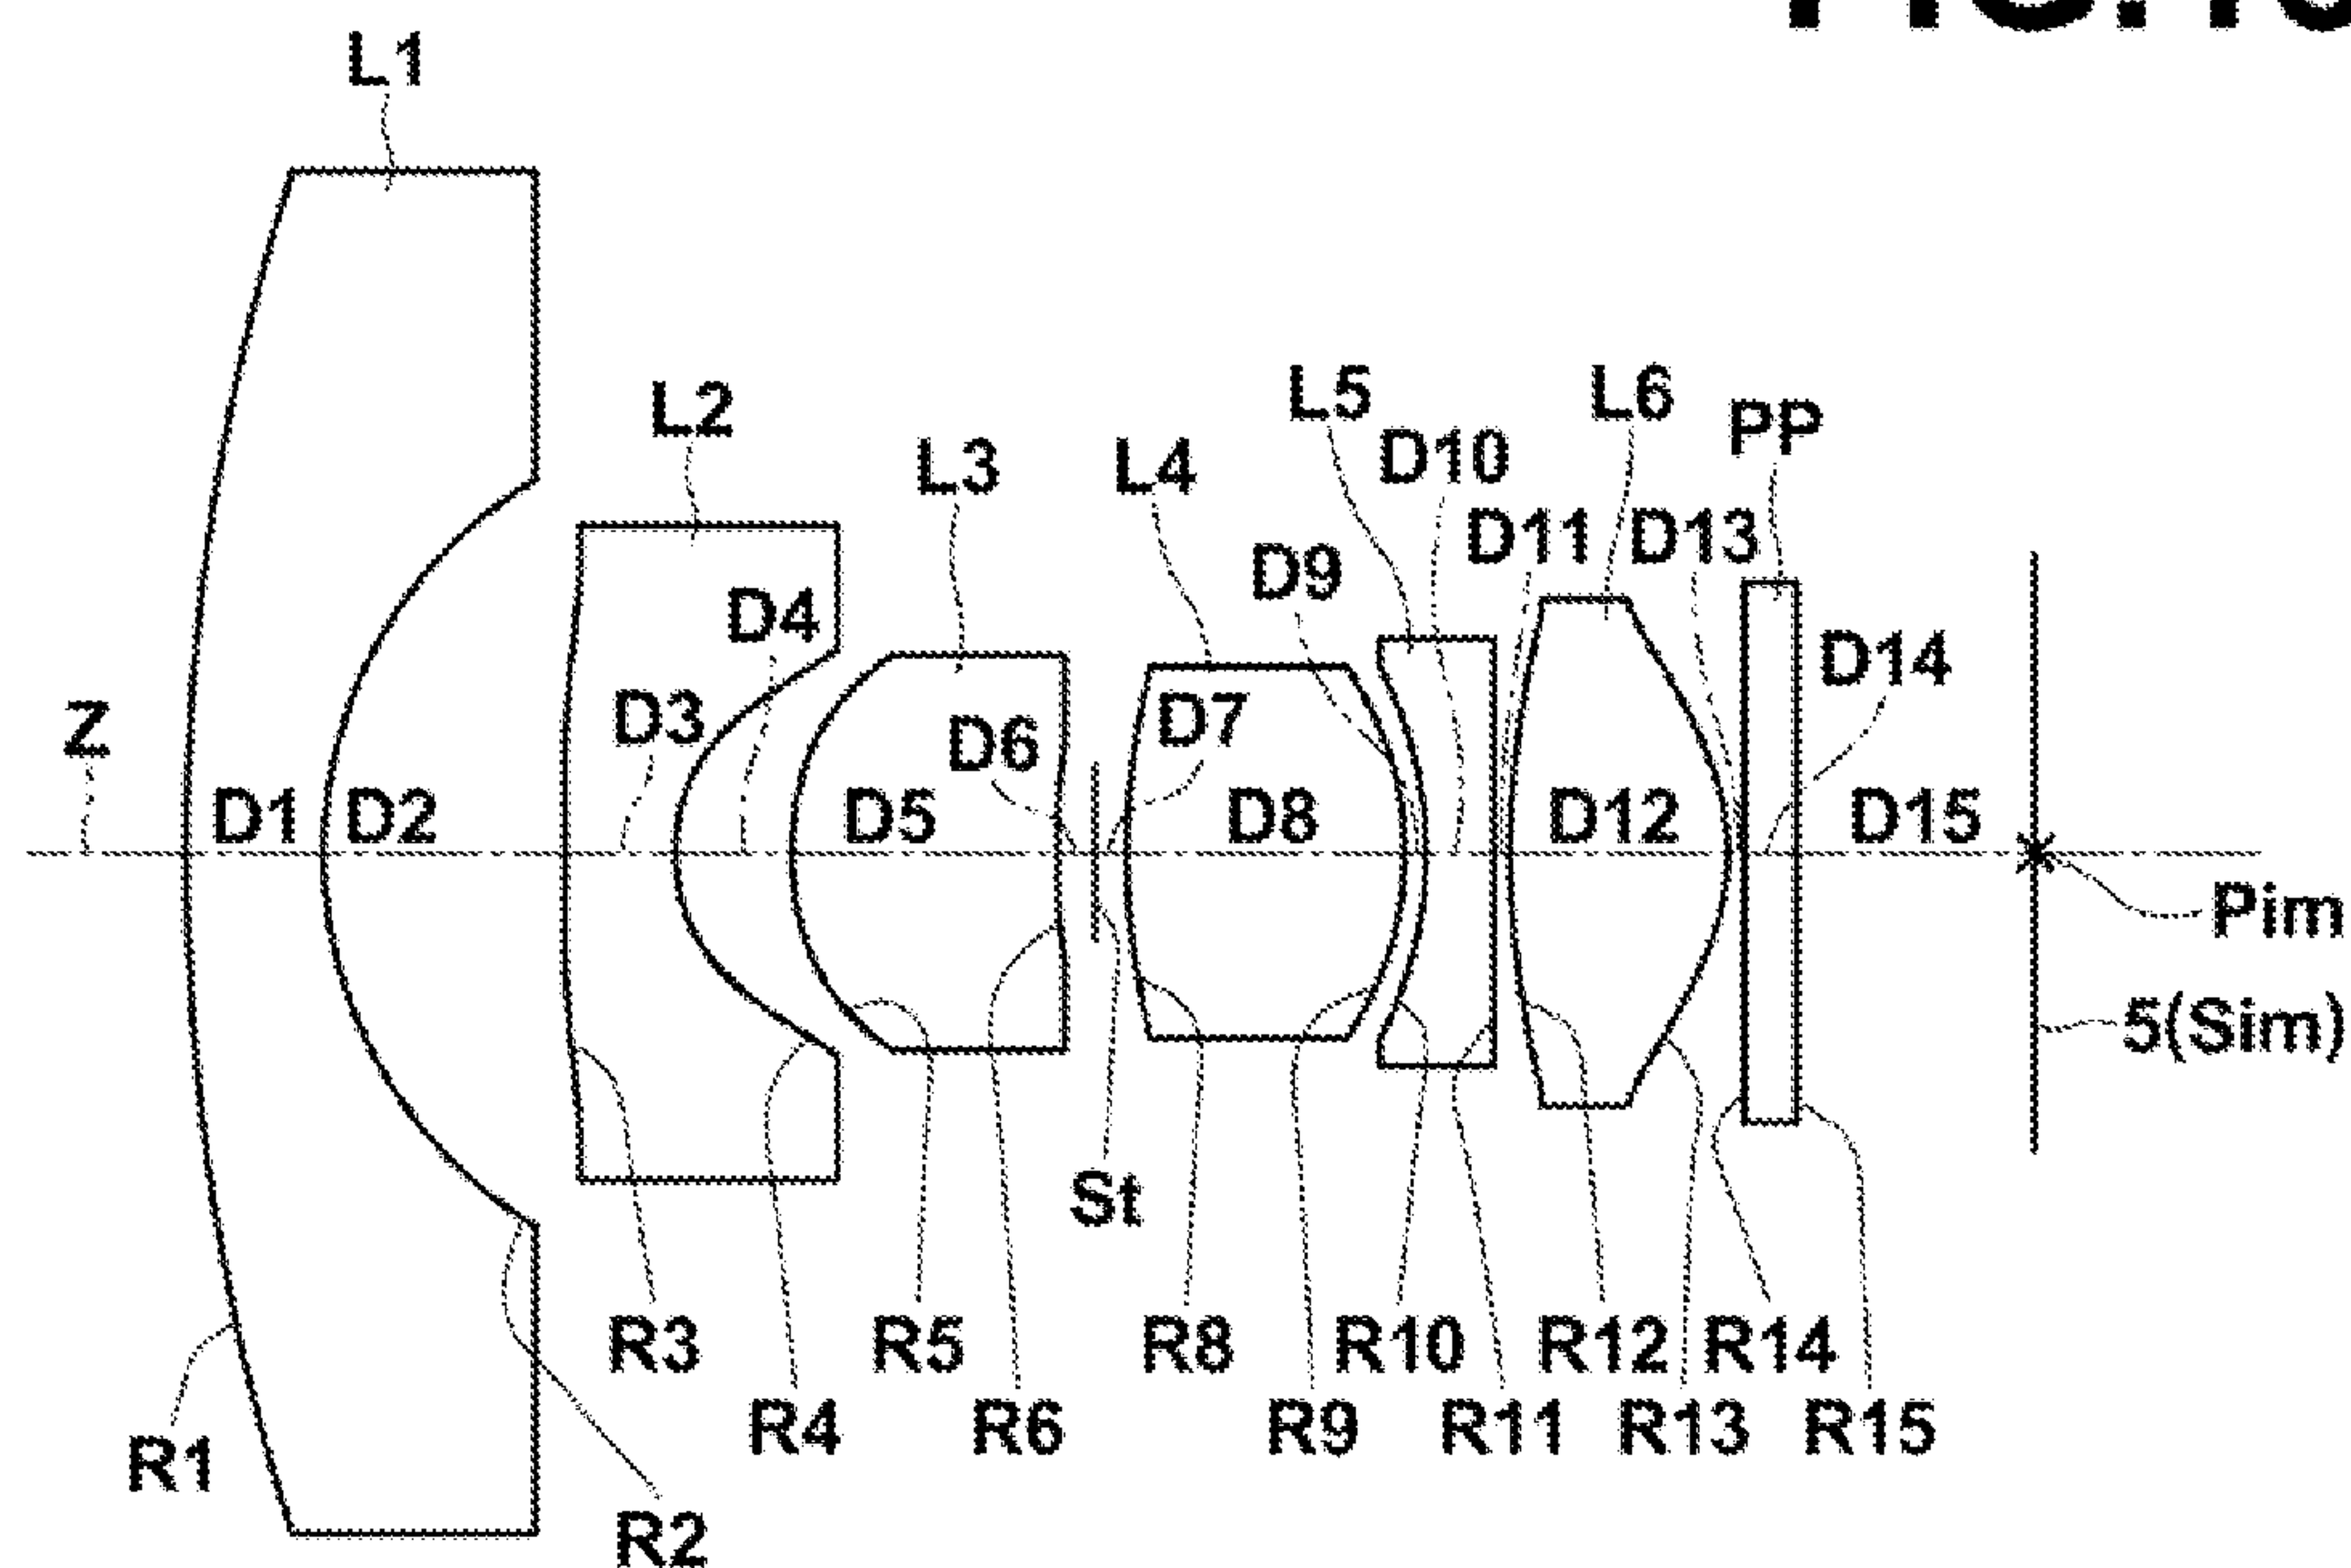 L1
L2
L3
L4
L5
D10
L6
PP
D11
D13
D9
D4
D14
D3
D6
D7
Z
D1
D2
D5
D8
D12
D15
Pim
5(Sim)
St
R3
R5
R8
R10
R12
R14
R4
R6
R9
R11
R13
R15
R1
R2